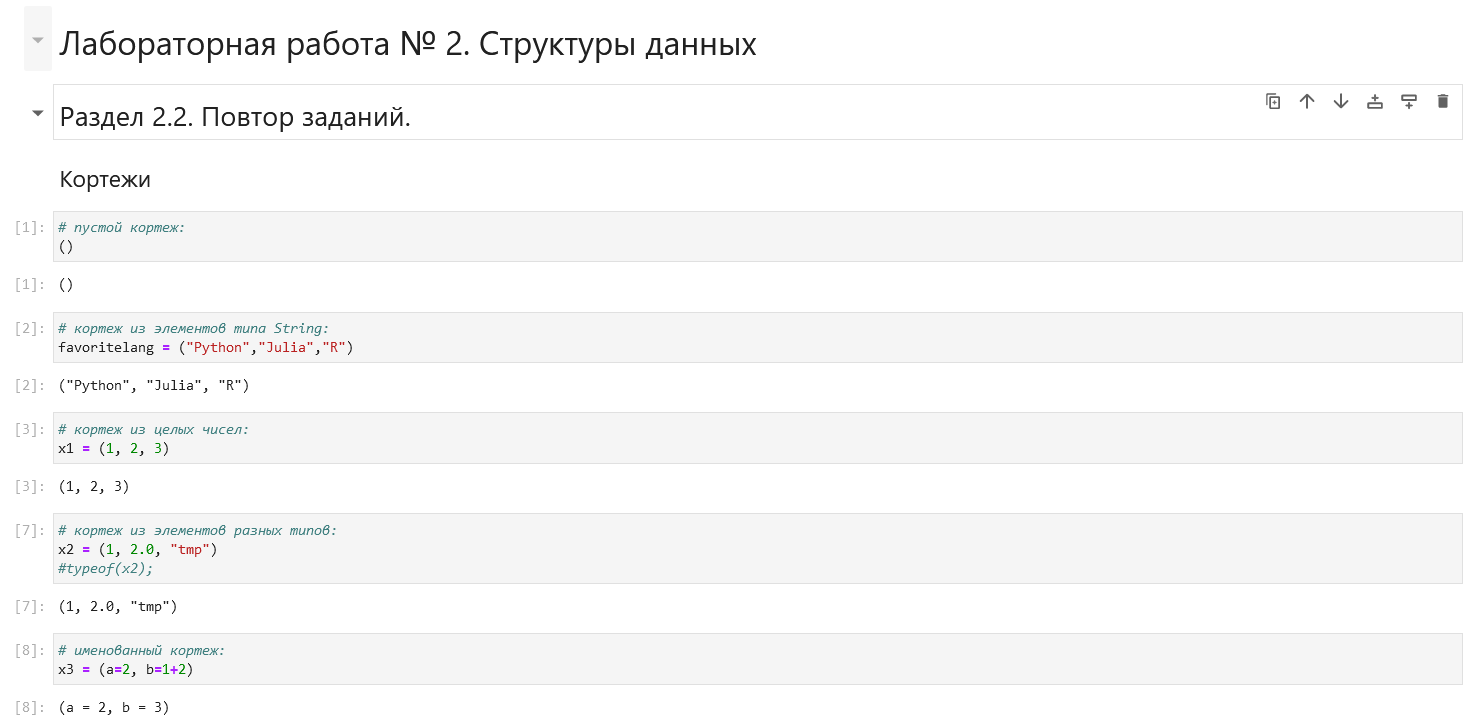 Лабораторная работа № 2. Структуры данных
Раздел 2.2. Повтор заданий.
Кортежи
[1]: # пустой кортеж:
()
[1]: ()
[2]: # кортеж из элементов типа String:
favoritelang = ("Python","Julia","R")
[2]: ("Python", "Julia", "R")
[3]: # кортеж из целых чисел:
x1 = (1, 2, 3)
[3]: (1, 2, 3)
[7]: # кортеж из элементов разных типов:
x2 = (1, 2.0, "tmp")
#typeof(x2);
[7]: (1, 2.0, "tmp")
[8]: # именованный кортеж:
x3 = (a=2, b=1+2)
[8]: (a = 2, b = 3)